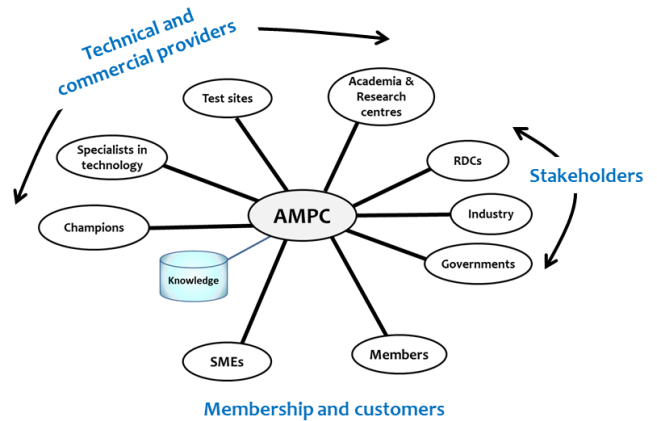 Technical and
commercial providers
Test sites
Academia &
Research
centres
Specialists in
technology
RDCs
Stakeholders
AMPC
Industry
Champions
Governments
Knowledge
SMEs
Members
Membership and customers